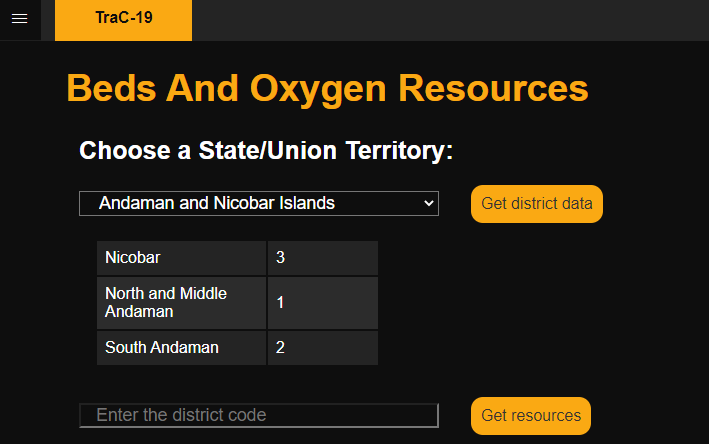 TraC-19
Beds And Oxygen Resources
Choose a State/Union Territory:
Andaman and Nicobar Islands
Get district data
Nicobar 3
North and Middle
Andaman 1
South Andaman 2
Enter the district code
Get resources